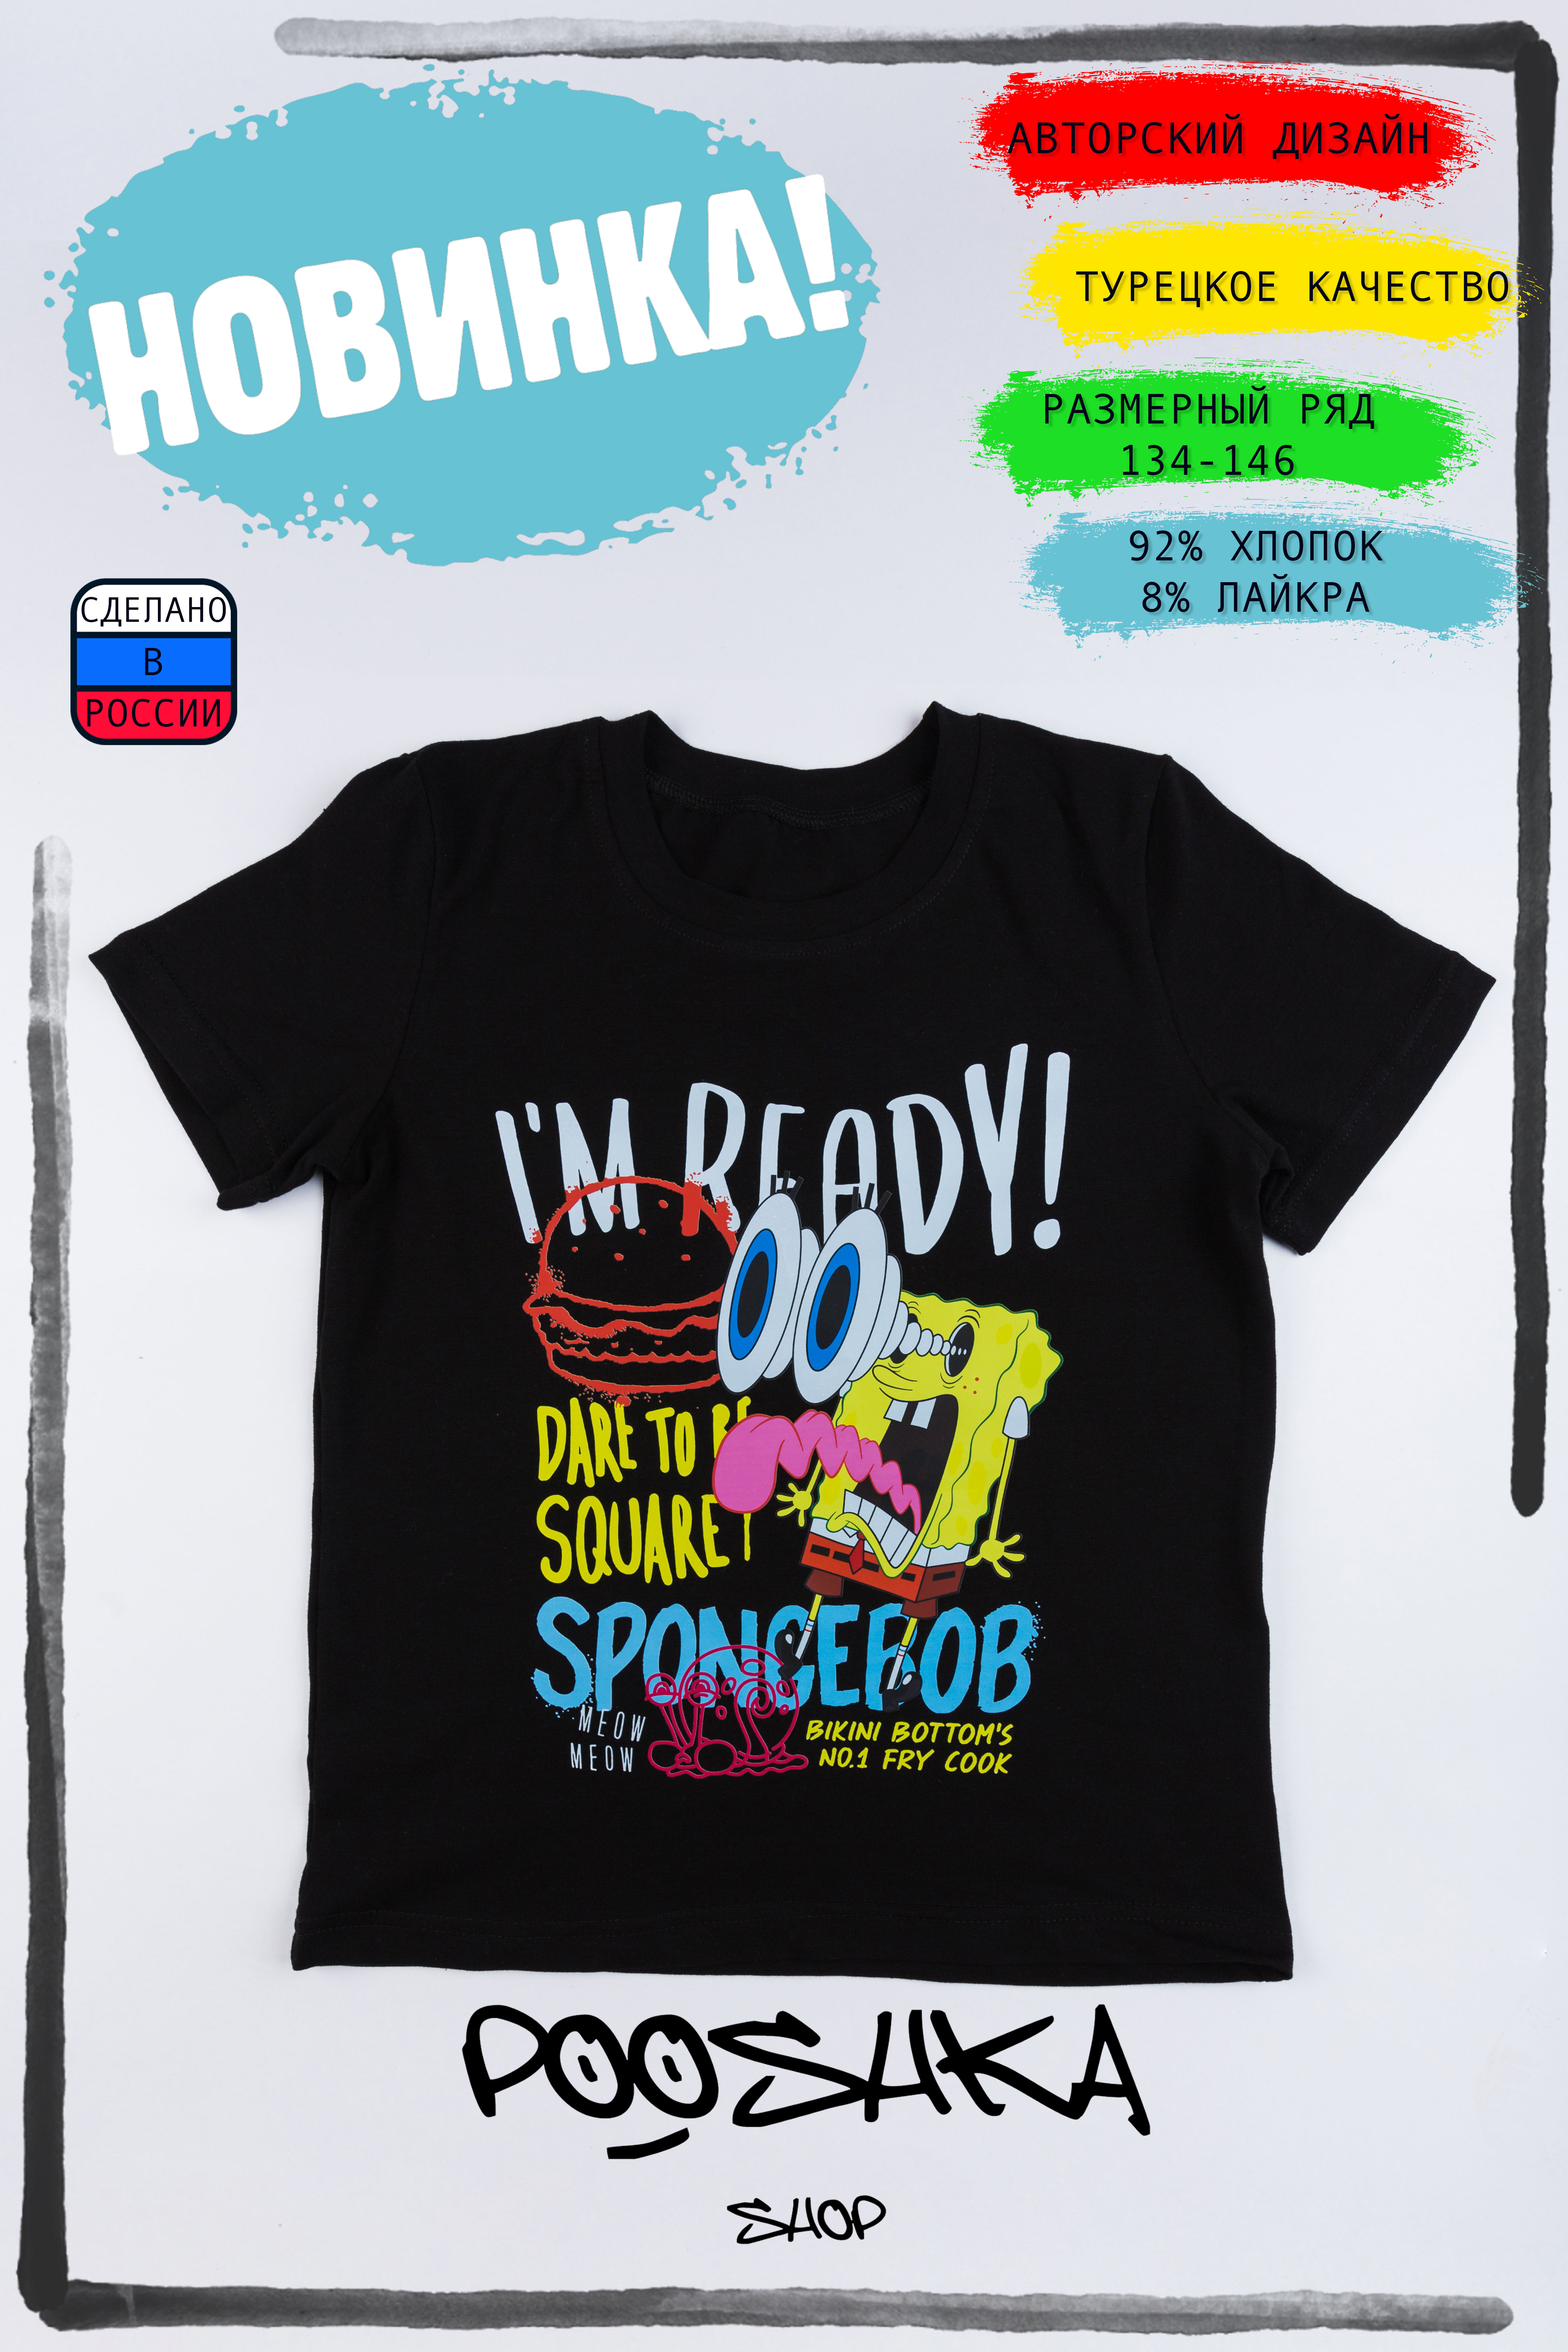 НОВИНКА!
АВТОРСКИЙ ДИЗАЙН
ТУРЕЦКОЕ КАЧЕСТВО
РАЗМЕРНЫЙ РЯД
134-146
92% ХЛОПОК
8% ЛАЙКРА
СДЕЛАНО
В
РОССИИ
I'M READY!
DARE TO BE
SQUARE!
SPONGEBOB
MEOW
MEOW
BIKINI BOTTOM'S
NO.1 FRY COOK
POOSHKA
SHOP